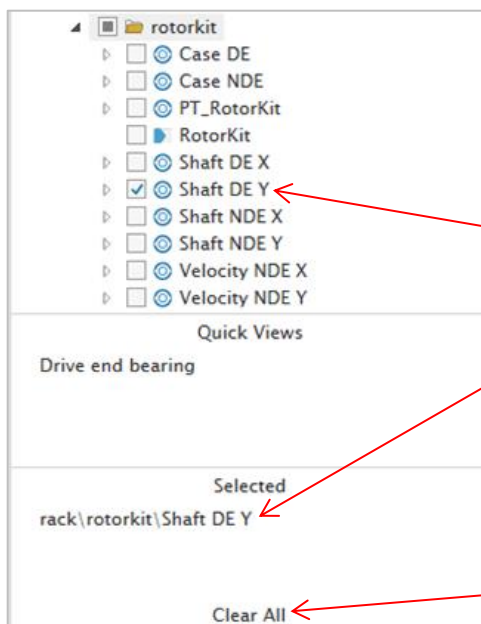 rotorkit
Case DE
Case NDE
PT_RotorKit
RotorKit
Shaft DE X
Shaft DE Y
Shaft NDE X
Shaft NDE Y
Velocity NDE X
Velocity NDE Y
Quick Views
Drive end bearing
Selected
rack\rotorkit\Shaft DE Y
Clear All